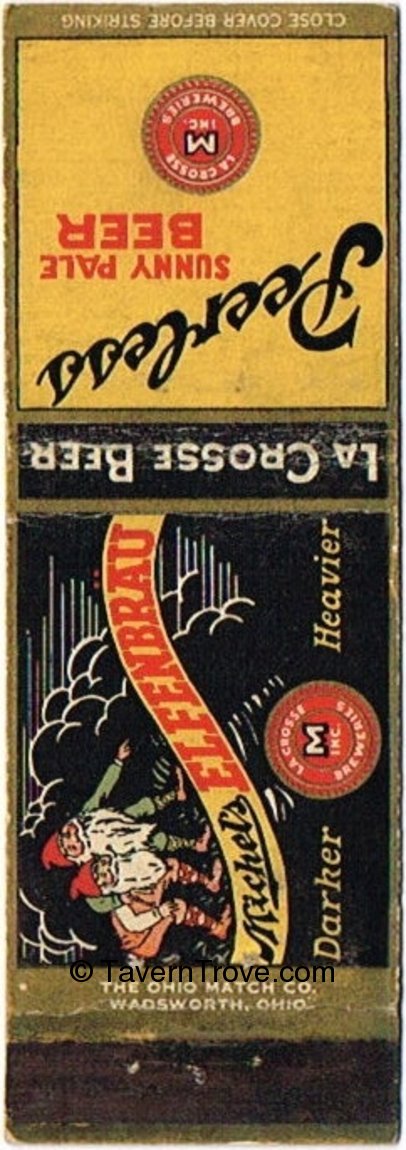 CLOSE COVER BEFORE STRIKING
LA CROSSE
BREWERIES
M
INC.
SUNNY PALE
BEER
Peerless
LA CROSSE BEER
Michel's
ELFENBRÄU
Darker
Heavier
LA CROSSE
BREWERIES
M
INC.
© TavernTrove.com
THE OHIO MATCH CO.
WADSWORTH, OHIO